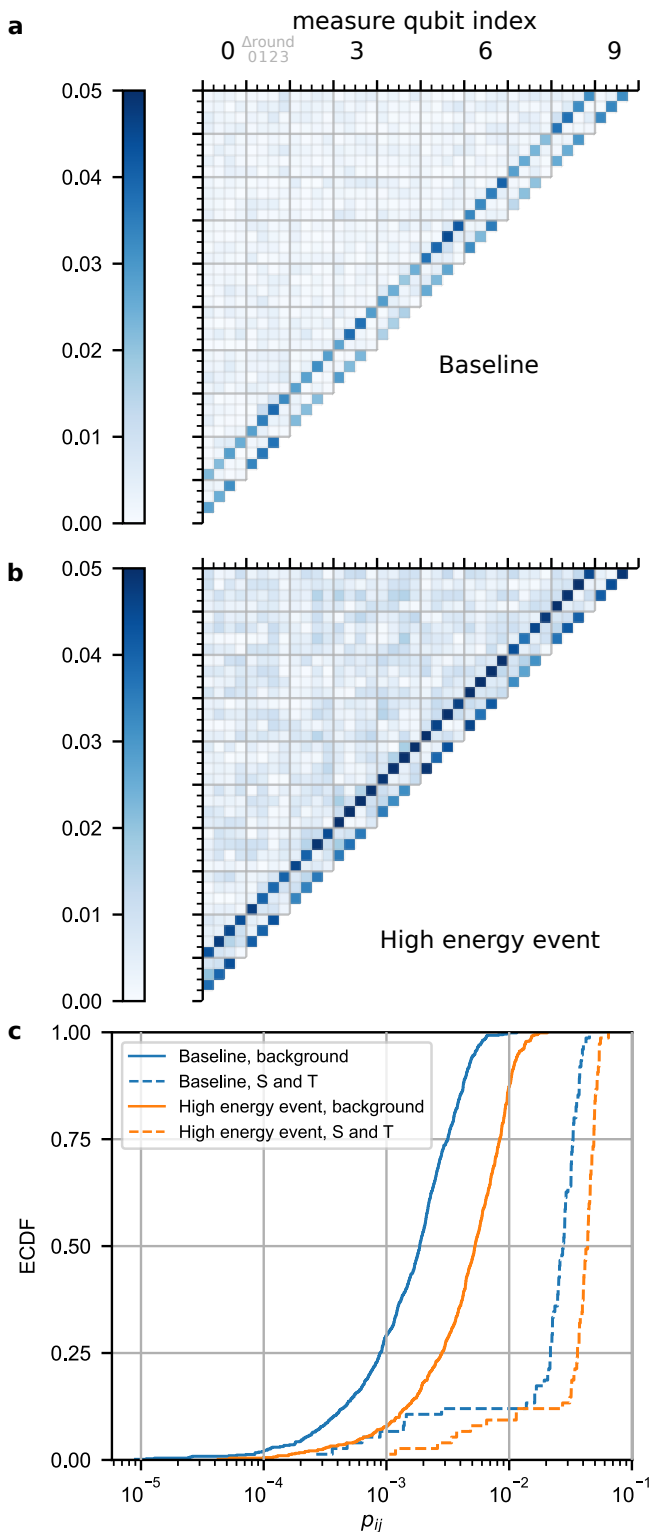 a
measure qubit index
0 Δround 3 6 9
0123
0.05
0.04
0.03
0.02
0.01
0.00
Baseline
b
0.05
0.04
0.03
0.02
0.01
0.00
High energy event
c
1.00
0.75
0.50
0.25
0.00
ECDF
Baseline, background
Baseline, S and T
High energy event, background
High energy event, S and T
10⁻⁵ 10⁻⁴ 10⁻³ 10⁻² 10⁻¹
pᵢⱼ